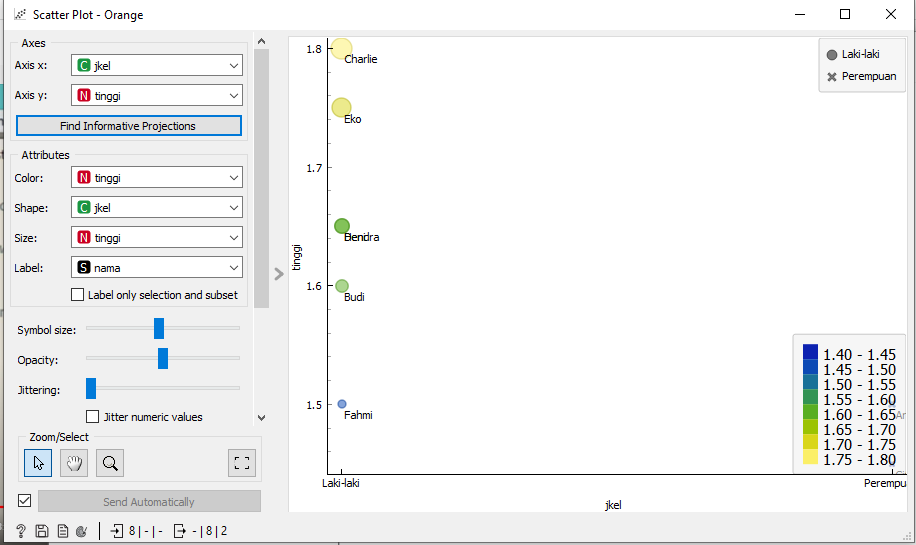 Scatter Plot - Orange
Axes
Axis x: C jkel
Axis y: N tinggi
Find Informative Projections
Attributes
Color: N tinggi
Shape: C jkel
Size: N tinggi
Label: S nama
Label only selection and subset
Symbol size:
Opacity:
Jittering:
Jitter numeric values
Zoom/Select
Send Automatically
? 8 | - | - - | 8 | 2
1.8
1.7
1.6
1.5
tinggi
Charlie
Eko
Budi
Fahmi
Laki-laki
Perempu
jkel
Laki-laki
Perempuan
1.40 - 1.45
1.45 - 1.50
1.50 - 1.55
1.55 - 1.60
1.60 - 1.65
1.65 - 1.70
1.70 - 1.75
1.75 - 1.80